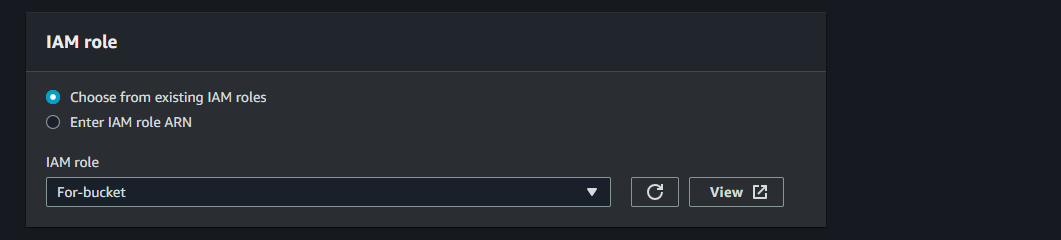 IAM role
Choose from existing IAM roles
Enter IAM role ARN
IAM role
For-bucket
View